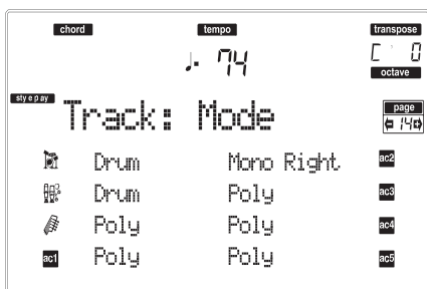 chord tempo transpose
♩. 74 C 0
octave
style play
Track: Mode
page
14
Drum Mono Right ac2
Drum Poly ac3
Poly Poly ac4
ac1 Poly Poly ac5